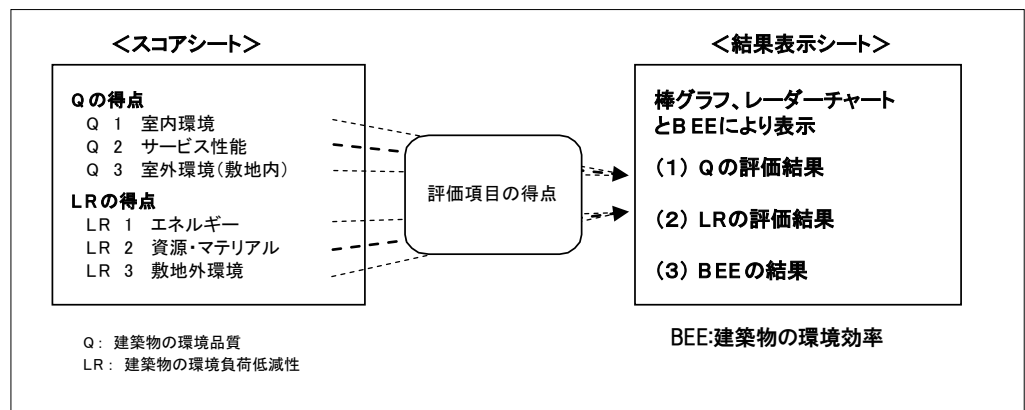 ＜スコアシート＞
Qの得点
Q 1 室内環境
Q 2 サービス性能
Q 3 室外環境(敷地内)
LRの得点
LR 1 エネルギー
LR 2 資源・マテリアル
LR 3 敷地外環境
Q： 建築物の環境品質
LR： 建築物の環境負荷低減性
評価項目の得点
＜結果表示シート＞
棒グラフ、レーダーチャート
とBEEにより表示
(1) Qの評価結果
(2) LRの評価結果
(3) BEEの結果
BEE:建築物の環境効率